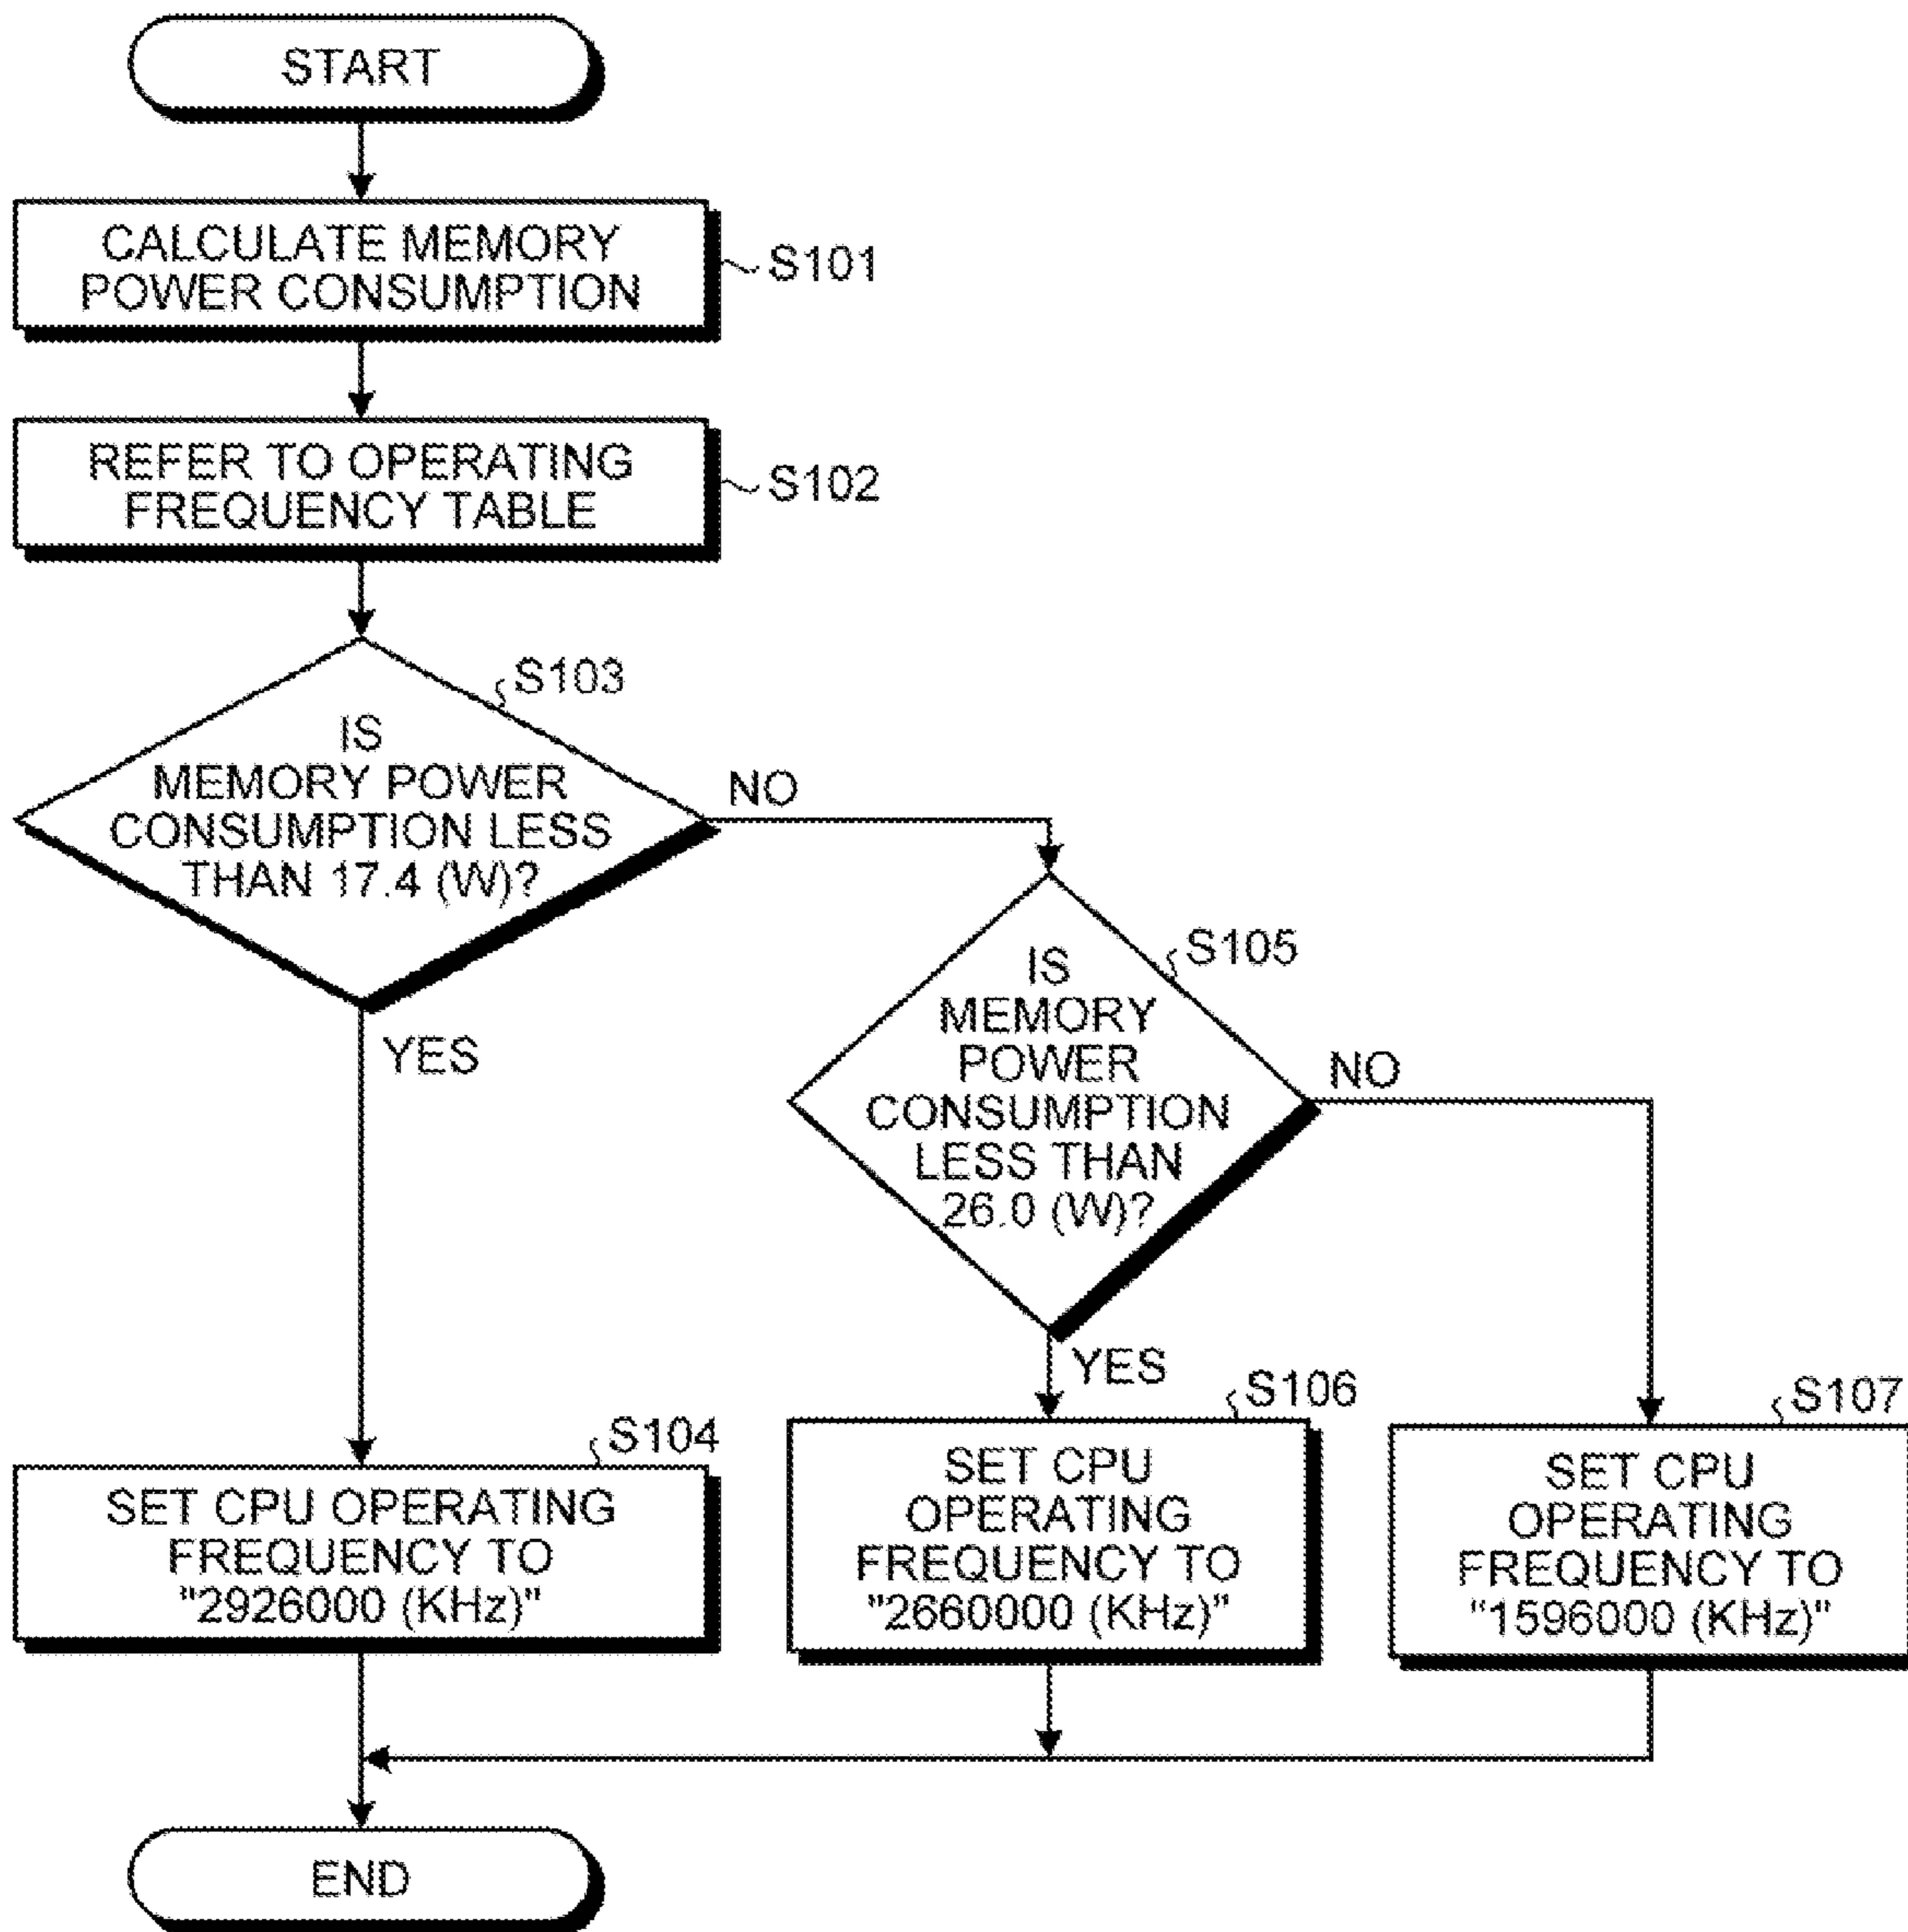 START
CALCULATE MEMORY
POWER CONSUMPTION
S101
REFER TO OPERATING
FREQUENCY TABLE
S102
S103
IS
MEMORY POWER
CONSUMPTION LESS
THAN 17.4 (W)?
NO
YES
S105
IS
MEMORY
POWER
CONSUMPTION
LESS THAN
26.0 (W)?
NO
YES
S104
SET CPU OPERATING
FREQUENCY TO
"2926000 (KHz)"
S106
SET CPU
OPERATING
FREQUENCY TO
"2660000 (KHz)"
S107
SET CPU
OPERATING
FREQUENCY TO
"1596000 (KHz)"
END